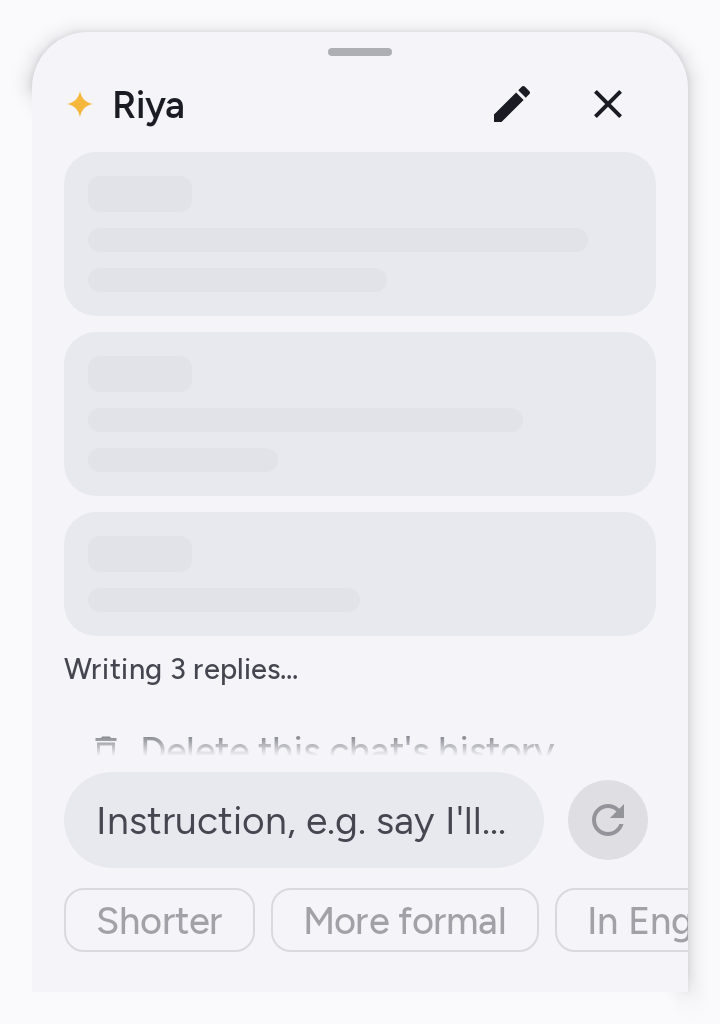 Riya
Writing 3 replies...
Delete this chat's history
Instruction, e.g. say I'll...
Shorter
More formal
In Eng